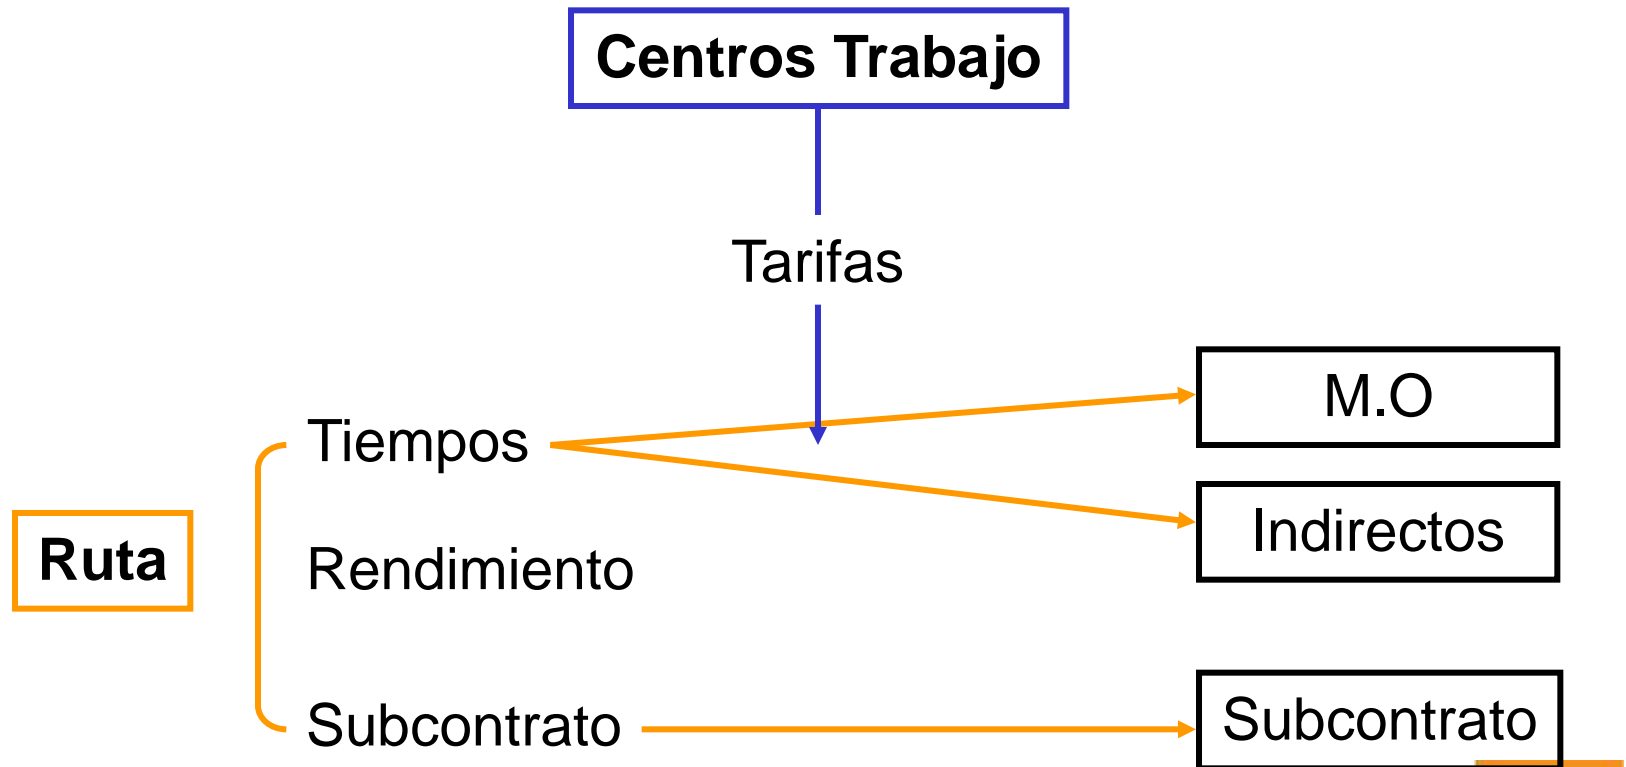 Centros Trabajo
Tarifas
M.O
Tiempos
Indirectos
Ruta
Rendimiento
Subcontrato
Subcontrato